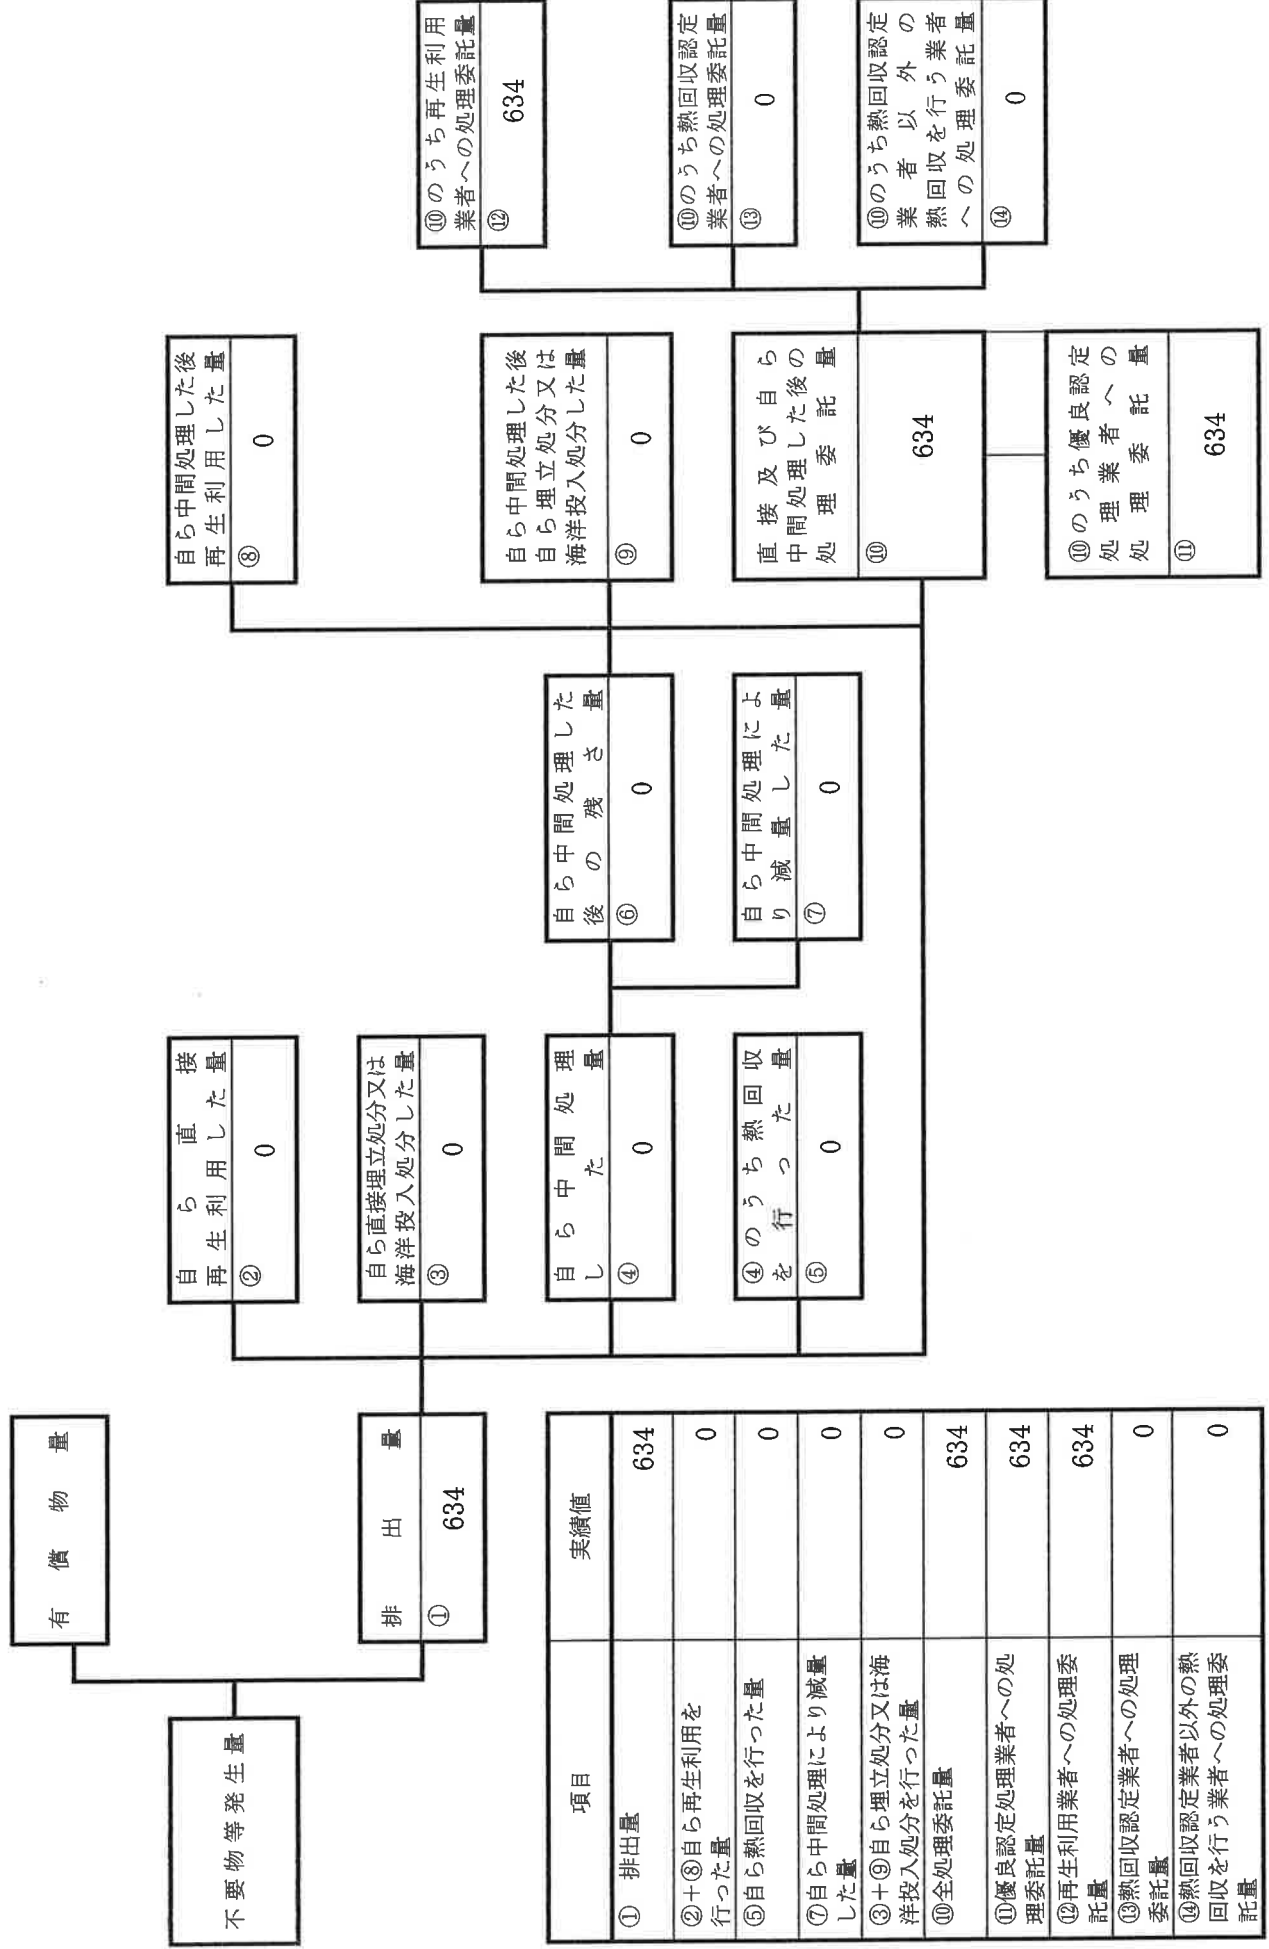 不要物等発生量
有償物量
排出量
①
634
自ら直接
再生利用した量
②
0
自ら直接埋立処分又は
海洋投入処分した量
③
0
自ら中間処理
した量
④
0
④のうち熱回収
を行った量
⑤
0
自ら中間処理した
後の残さ量
⑥
0
自ら中間処理によ
り減量した量
⑦
0
自ら中間処理した後
再生利用した量
⑧
0
自ら中間処理した後
自ら埋立処分又は
海洋投入処分した量
⑨
0
直接及び自ら
中間処理した後の
処理委託量
⑩
634
⑩のうち優良認定
処理業者への
処理委託量
⑪
634
⑩のうち再生利用
業者への処理委託量
⑫
634
⑩のうち熱回収認定
業者への処理委託量
⑬
0
⑩のうち熱回収認定
業者以外の
熱回収を行う業者
への処理委託量
⑭
0
項目 実績値
① 排出量 634
②+⑧自ら再生利用を
行った量 0
⑤自ら熱回収を行った量 0
⑦自ら中間処理により減量
した量 0
③+⑨自ら埋立処分又は海
洋投入処分を行った量 0
⑩全処理委託量 634
⑪優良認定処理業者への処
理委託量 634
⑫再生利用業者への処理委
託量 634
⑬熱回収認定業者への処理
委託量 0
⑭熱回収認定業者以外の熱
回収を行う業者への処理委
託量 0